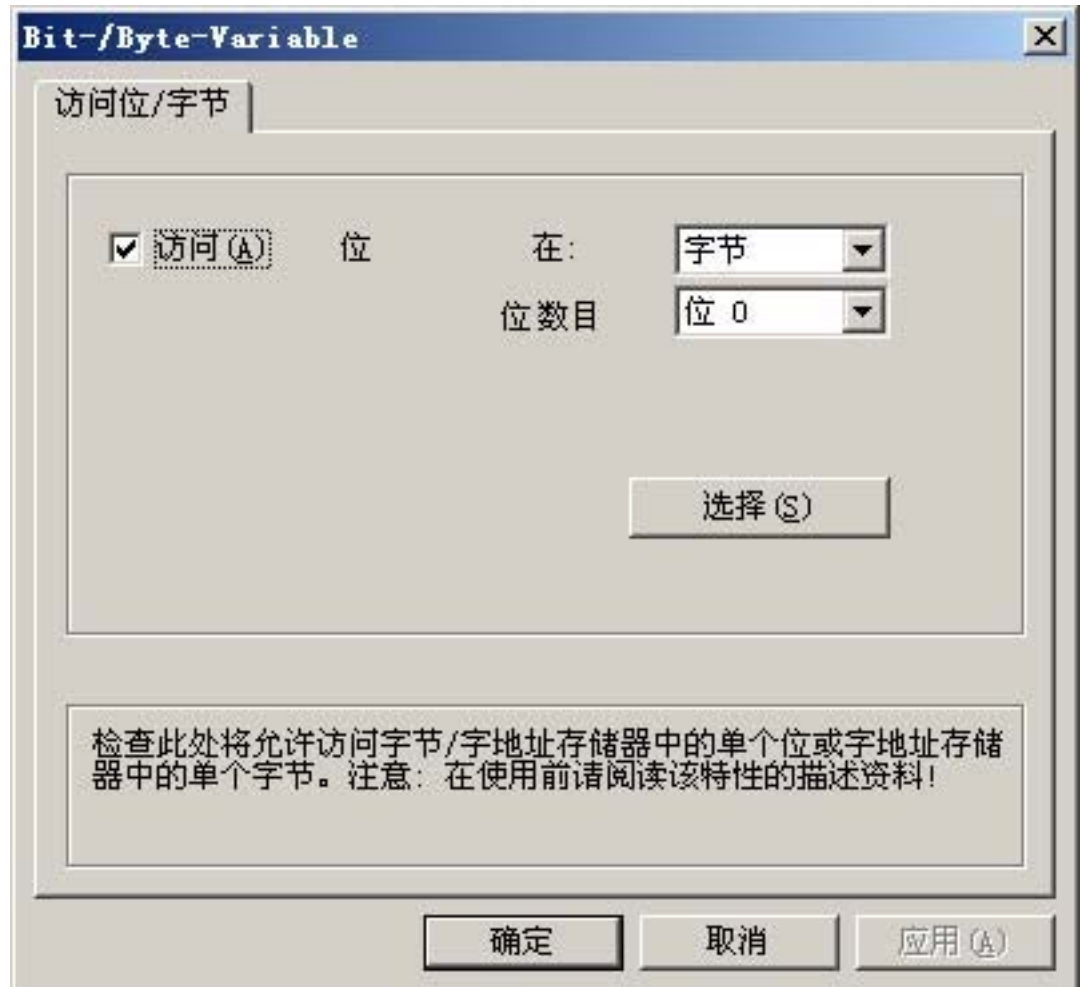 Bit-/Byte-Variable
访问位/字节
访问(A) 位 在: 字节
位数目 位 0
选择(S)
检查此处将允许访问字节/字地址存储器中的单个位或字地址存储
器中的单个字节。注意: 在使用前请阅读该特性的描述资料!
确定 取消 应用(A)